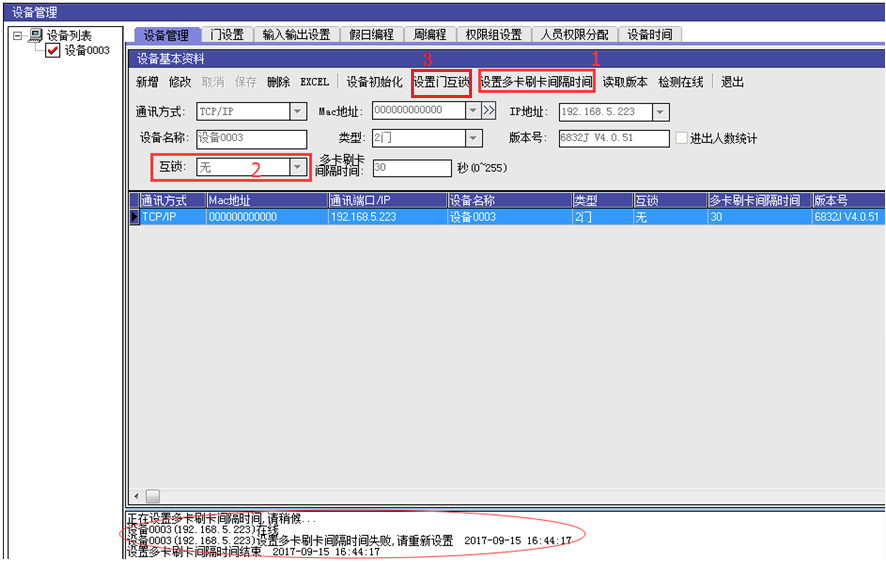 设备管理
设备列表
设备0003
设备管理 门设置 输入输出设置 假日编程 周编程 权限组设置 人员权限分配 设备时间
设备基本资料 3 1
新增 修改 取消 保存 删除 EXCEL 设备初始化 设置门互锁 设置多卡刷卡间隔时间 读取版本 检测在线 退出
通讯方式: TCP/IP Mac地址: 000000000000 >> IP地址: 192.168.5.223
设备名称: 设备0003 类型: 2门 版本号: 6832J V4.0.51 进出人数统计
互锁: 无 2 多卡刷卡间隔时间: 30 秒(0~255)
通讯方式 Mac地址 通讯端口/IP 设备名称 类型 互锁 多卡刷卡间隔时间 版本号
TCP/IP 000000000000 192.168.5.223 设备0003 2门 无 30 6832J V4.0.51
正在设置多卡刷卡间隔时间,请稍候...
设备0003(192.168.5.223)在线
设备0003(192.168.5.223)设置多卡刷卡间隔时间失败,请重新设置 2017-09-15 16:44:17
设置多卡刷卡间隔时间结束 2017-09-15 16:44:17